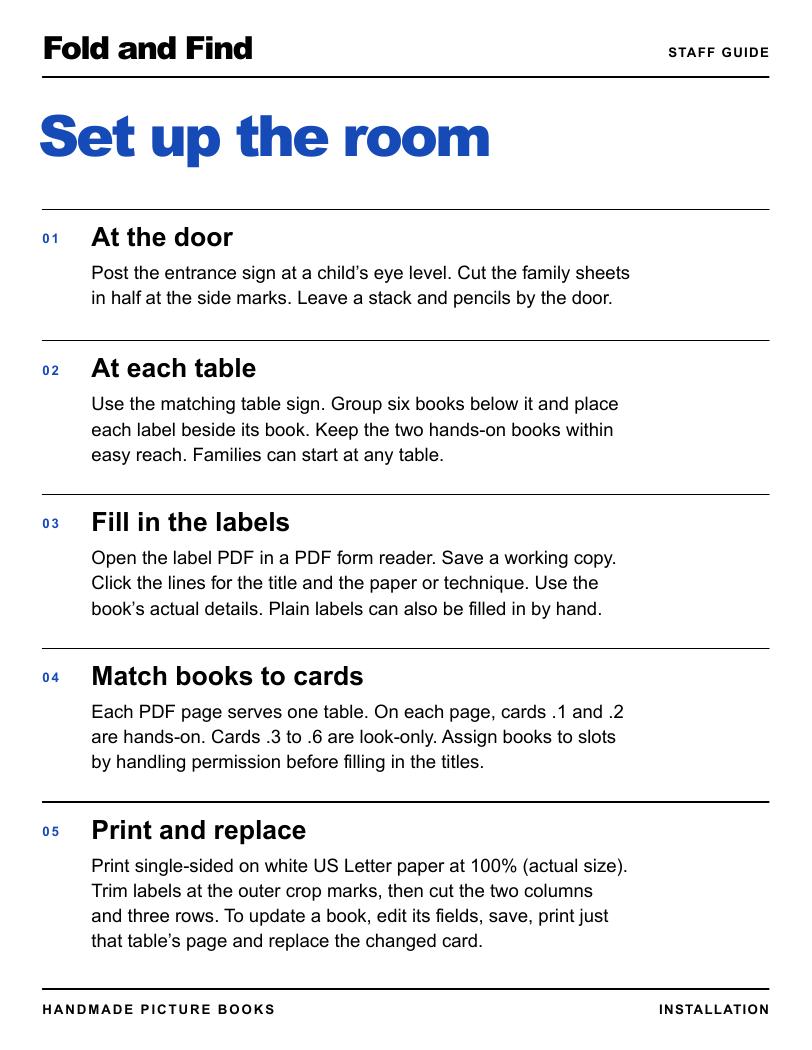 Fold and Find
STAFF GUIDE
Set up the room
01
At the door
Post the entrance sign at a child’s eye level. Cut the family sheets
in half at the side marks. Leave a stack and pencils by the door.
02
At each table
Use the matching table sign. Group six books below it and place
each label beside its book. Keep the two hands-on books within
easy reach. Families can start at any table.
03
Fill in the labels
Open the label PDF in a PDF form reader. Save a working copy.
Click the lines for the title and the paper or technique. Use the
book’s actual details. Plain labels can also be filled in by hand.
04
Match books to cards
Each PDF page serves one table. On each page, cards .1 and .2
are hands-on. Cards .3 to .6 are look-only. Assign books to slots
by handling permission before filling in the titles.
05
Print and replace
Print single-sided on white US Letter paper at 100% (actual size).
Trim labels at the outer crop marks, then cut the two columns
and three rows. To update a book, edit its fields, save, print just
that table’s page and replace the changed card.
HANDMADE PICTURE BOOKS
INSTALLATION